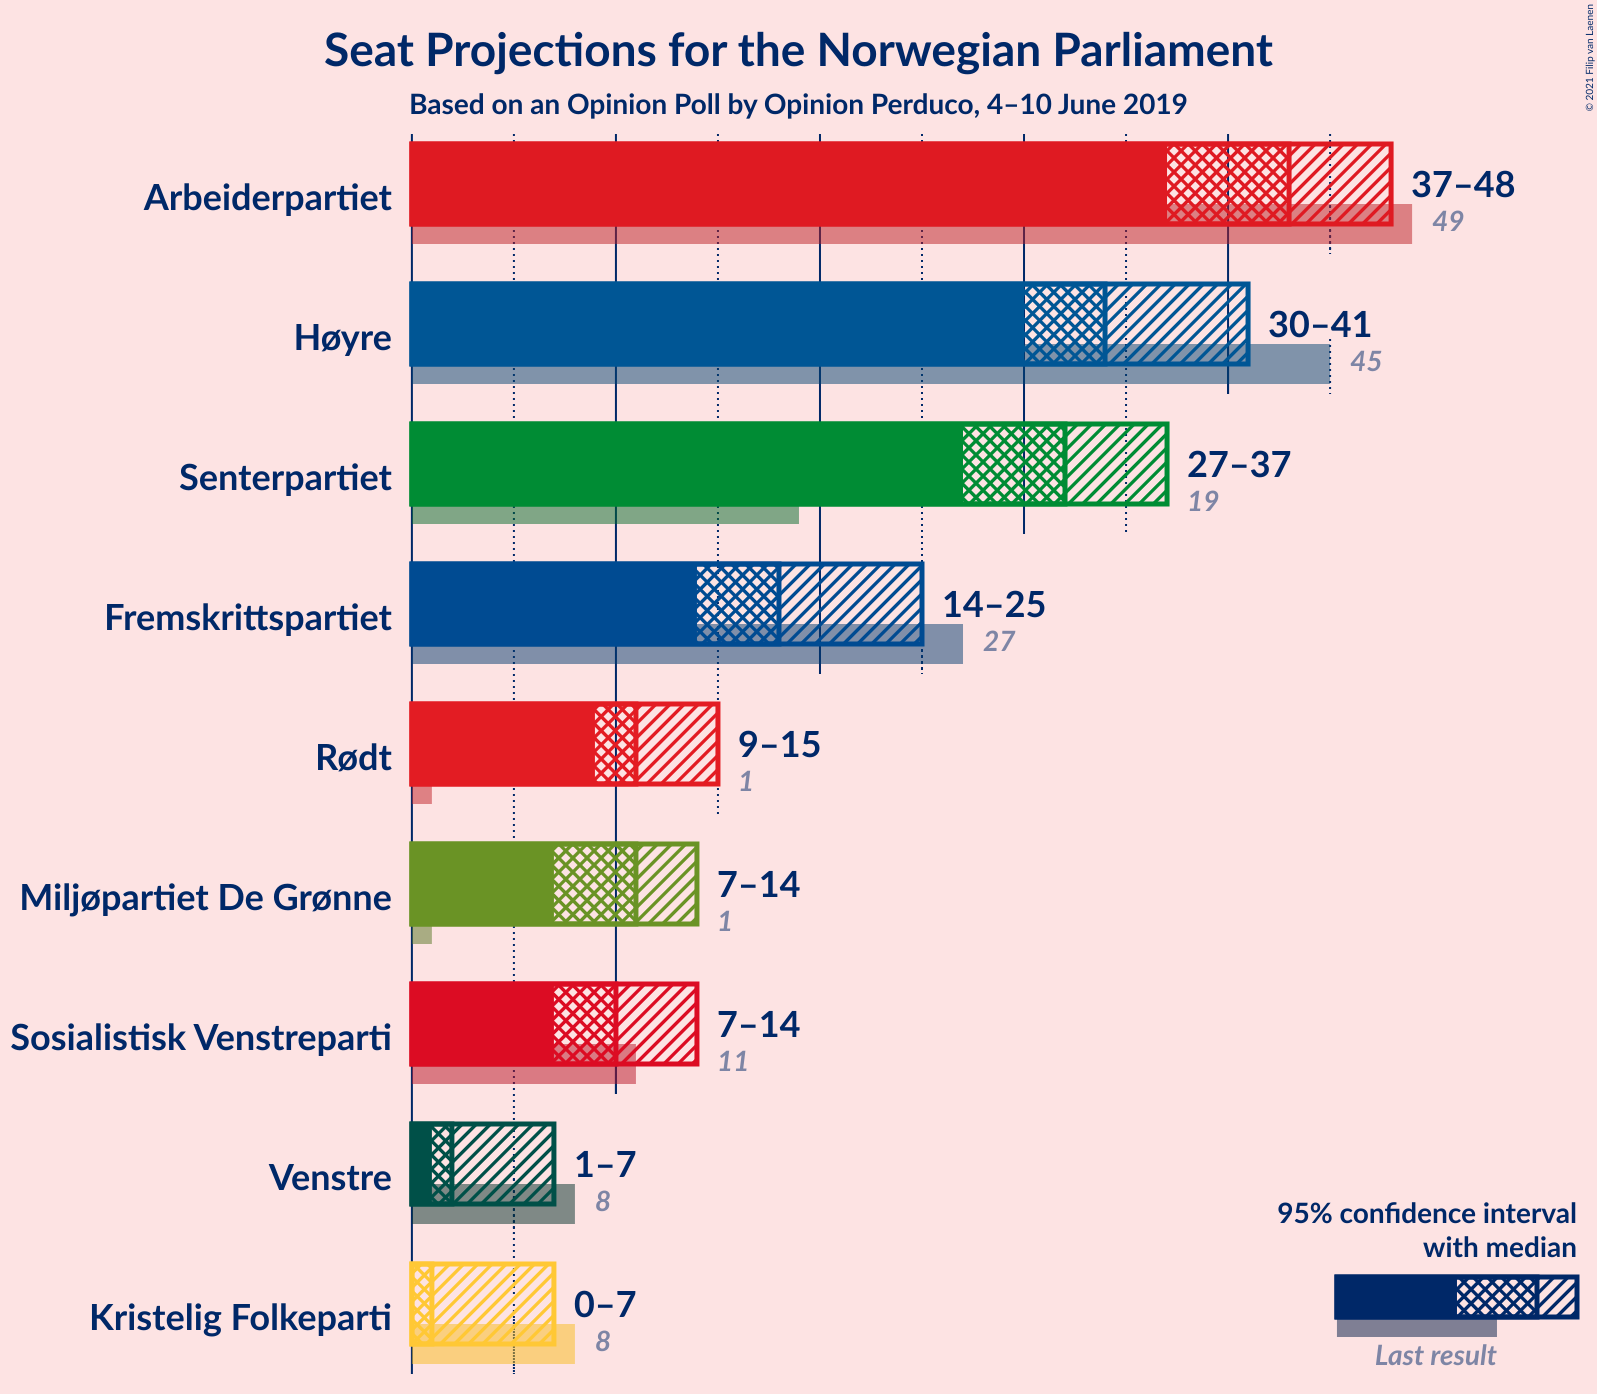 Seat Projections for the Norwegian Parliament
Based on an Opinion Poll by Opinion Perduco, 4–10 June 2019
© 2021 Filip van Laenen
Arbeiderpartiet
37–48
49
Høyre
30–41
45
Senterpartiet
27–37
19
Fremskrittspartiet
14–25
27
Rødt
9–15
1
Miljøpartiet De Grønne
7–14
1
Sosialistisk Venstreparti
7–14
11
Venstre
1–7
8
Kristelig Folkeparti
0–7
8
95% confidence interval
with median
Last result